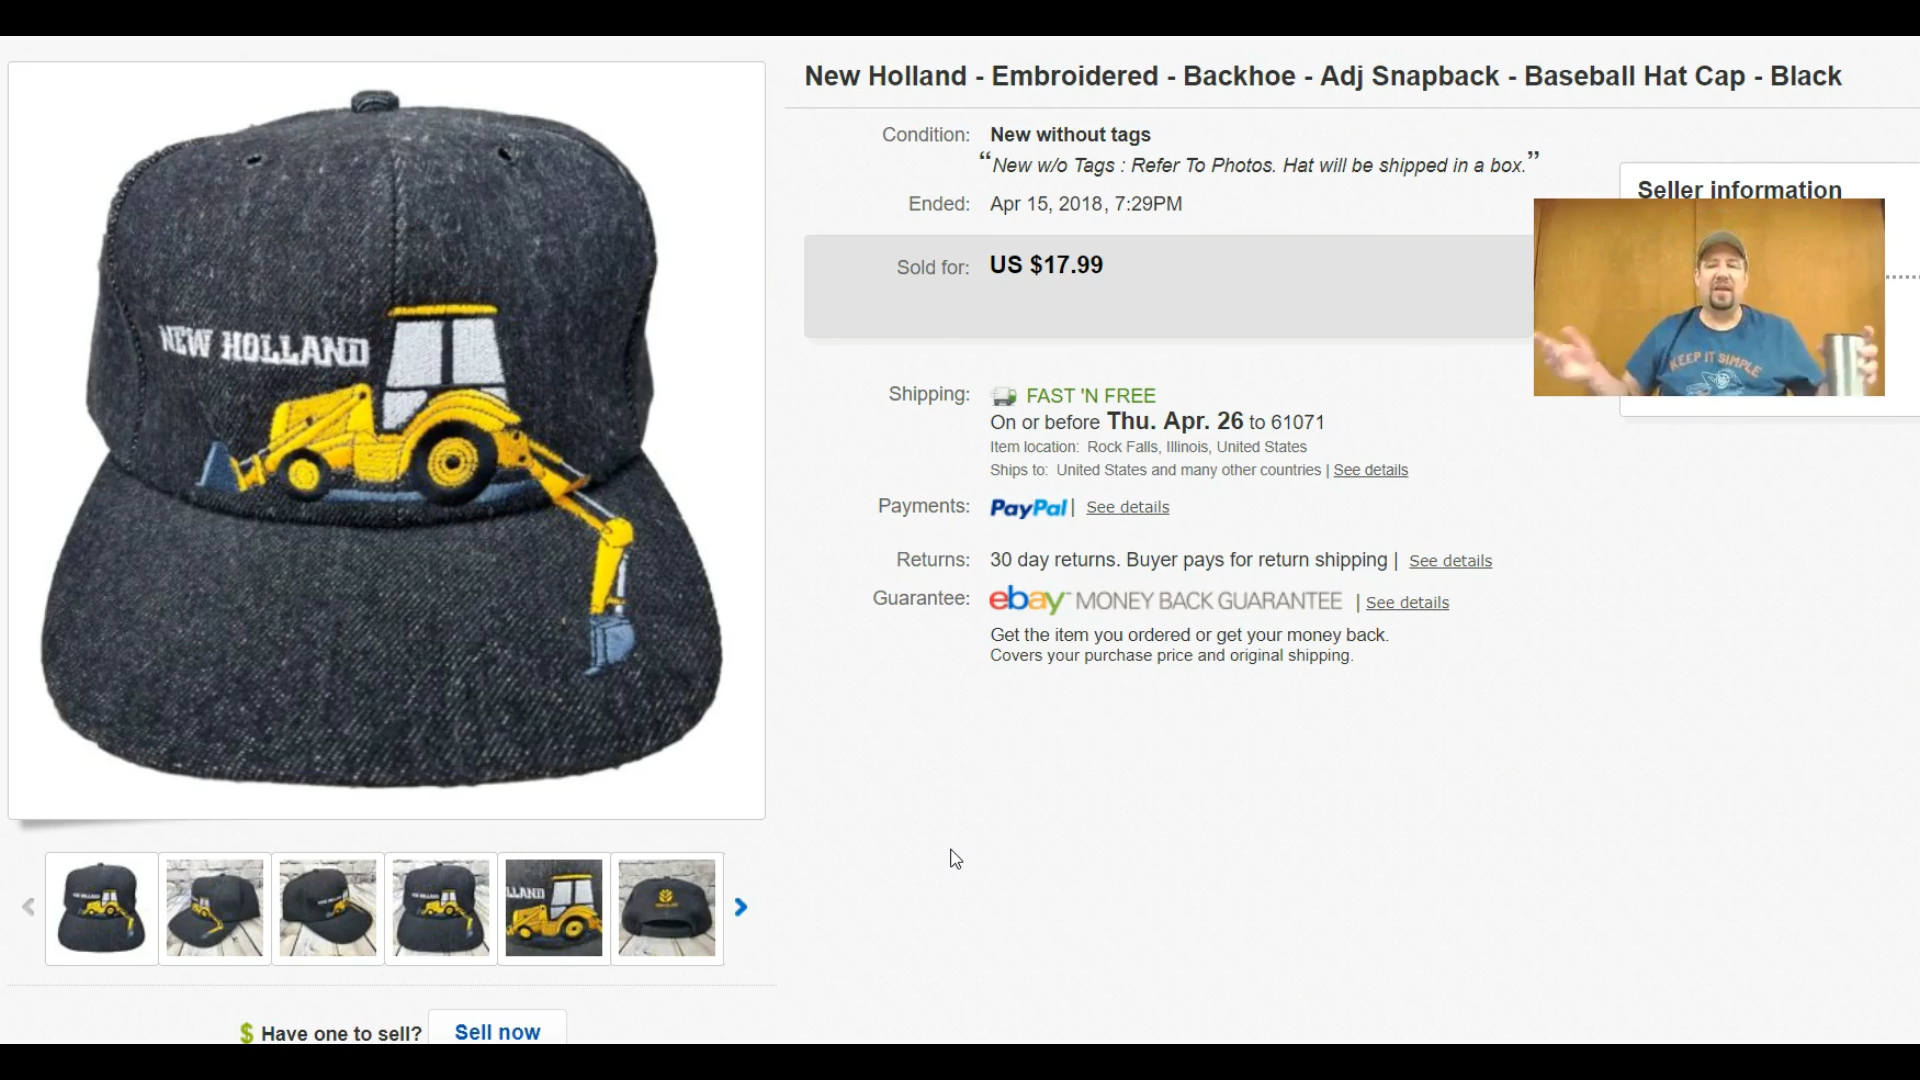 New Holland - Embroidered - Backhoe - Adj Snapback - Baseball Hat Cap - Black
Condition: New without tags
“New w/o Tags : Refer To Photos. Hat will be shipped in a box.”
Ended: Apr 15, 2018, 7:29PM
Sold for: US $17.99
Shipping: FAST 'N FREE
On or before Thu. Apr. 26 to 61071
Item location: Rock Falls, Illinois, United States
Ships to: United States and many other countries | See details
Payments: PayPal | See details
Returns: 30 day returns. Buyer pays for return shipping | See details
Guarantee: ebay MONEY BACK GUARANTEE | See details
Get the item you ordered or get your money back.
Covers your purchase price and original shipping.
Seller information
KEEP IT SIMPLE
NEW HOLLAND
LLAND
$ Have one to sell? Sell now